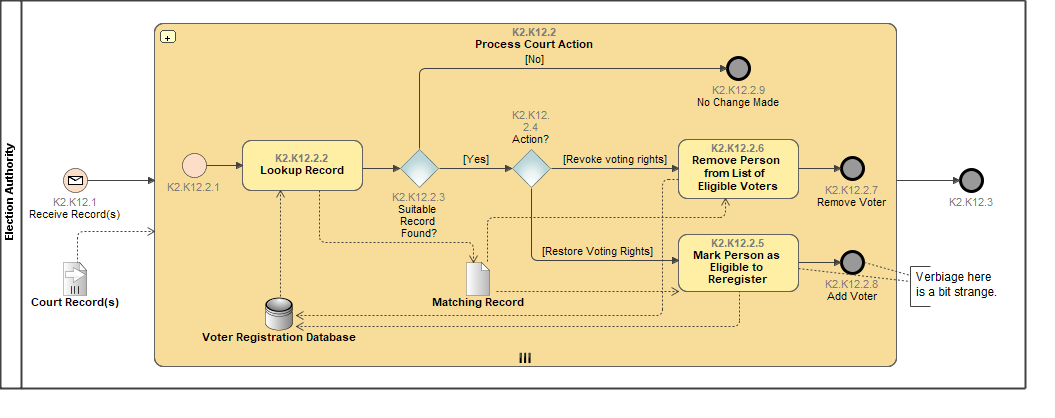 Election Authority
K2.K12.2
Process Court Action
[No]
K2.K12.2.9
No Change Made
K2.K12.
2.4
Action?
K2.K12.2.2
Lookup Record
[Yes]
[Revoke voting rights]
K2.K12.2.6
Remove Person
from List of
Eligible Voters
K2.K12.2.1
K2.K12.2.3
Suitable
Record
Found?
K2.K12.2.7
Remove Voter
K2.K12.1
Receive Record(s)
K2.K12.3
[Restore Voting Rights]
K2.K12.2.5
Mark Person as
Eligible to
Reregister
K2.K12.2.8
Add Voter
Verbiage here
is a bit strange.
Court Record(s)
Matching Record
Voter Registration Database